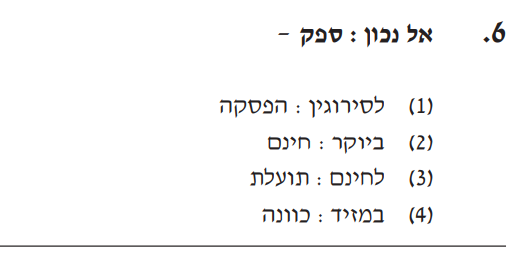 6. אל נכון : ספק –
(1) לסירוגין : הפסקה
(2) ביוקר : חינם
(3) לחינם : תועלת
(4) במזיד : כוונה